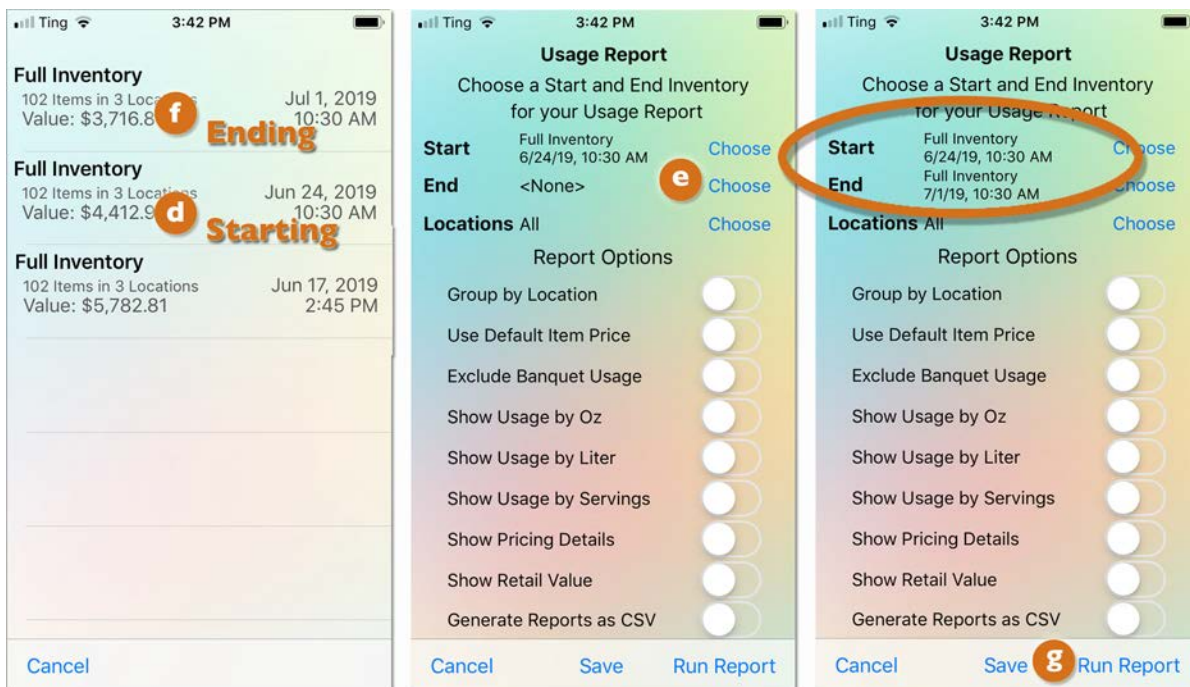 Ting 3:42 PM
Full Inventory
102 Items in 3 Jul 1, 2019
Value: $3,716.8 10:30 AM
f Ending
Full Inventory
102 Items in 3 Locations Jun 24, 2019
Value: $4,412.9 10:30 AM
d Starting
Full Inventory
102 Items in 3 Locations Jun 17, 2019
Value: $5,782.81 2:45 PM
Cancel
Ting 3:42 PM
Usage Report
Choose a Start and End Inventory
for your Usage Report
Start Full Inventory
6/24/19, 10:30 AM Choose
End <None> e Choose
Locations All Choose
Report Options
Group by Location
Use Default Item Price
Exclude Banquet Usage
Show Usage by Oz
Show Usage by Liter
Show Usage by Servings
Show Pricing Details
Show Retail Value
Generate Reports as CSV
Cancel Save Run Report
Ting 3:42 PM
Usage Report
Choose a Start and End Inventory
for your Usage Report
Start Full Inventory
6/24/19, 10:30 AM Choose
End Full Inventory
7/1/19, 10:30 AM Choose
Locations All Choose
Report Options
Group by Location
Use Default Item Price
Exclude Banquet Usage
Show Usage by Oz
Show Usage by Liter
Show Usage by Servings
Show Pricing Details
Show Retail Value
Generate Reports as CSV
Cancel Save g Run Report